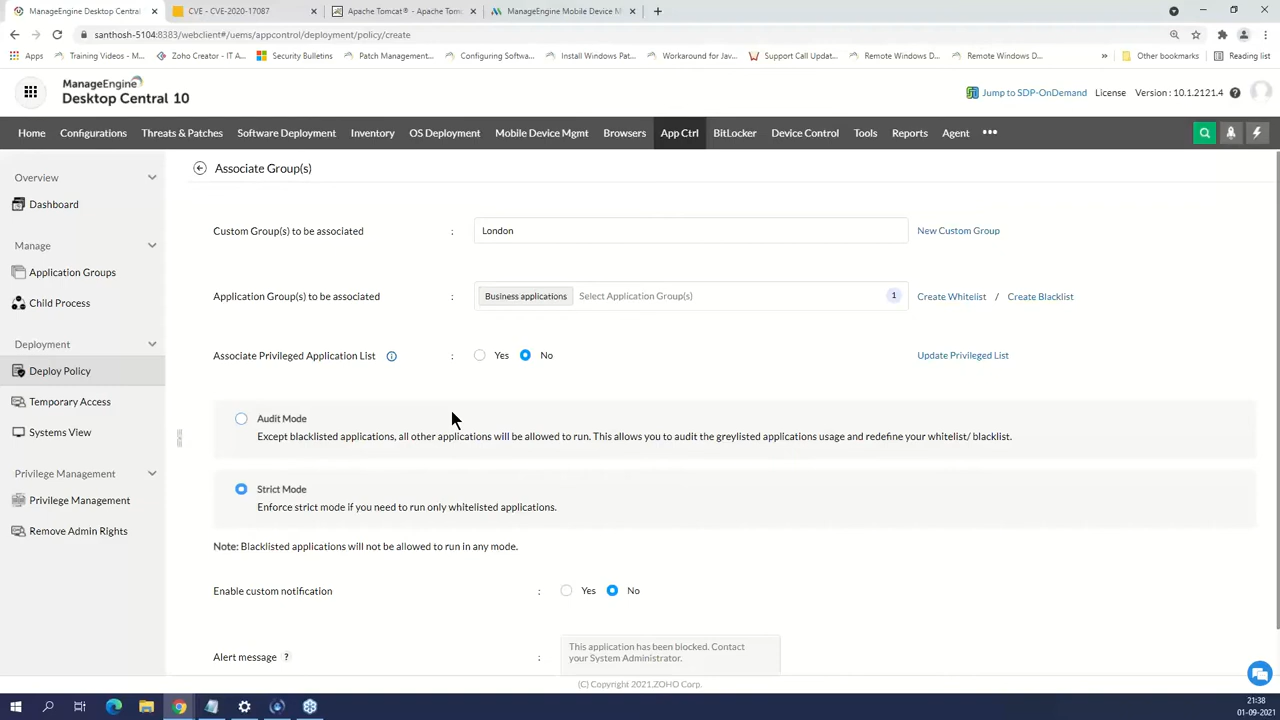 ManageEngine Desktop Central 10
CVE - CVE-2020-17087
Apache Tomcat® - Apache Tom
ManageEngine Mobile Device M
santhosh-5104:8383/webclient#/uems/appcontrol/deployment/policy/create
Apps
Training Videos - M...
Zoho Creator - IT A...
Security Bulletins
Patch Management...
Configuring Softwa...
Install Windows Pat...
Workaround for Jav...
Support Call Updat...
Remote Windows D...
Remote Windows D...
»
Other bookmarks
Reading list
ManageEngine
Desktop Central 10
Jump to SDP-OnDemand
License
Version : 10.1.2121.4
Home
Configurations
Threats & Patches
Software Deployment
Inventory
OS Deployment
Mobile Device Mgmt
Browsers
App Ctrl
BitLocker
Device Control
Tools
Reports
Agent
Overview
Dashboard
Manage
Application Groups
Child Process
Deployment
Deploy Policy
Temporary Access
Systems View
Privilege Management
Privilege Management
Remove Admin Rights
Associate Group(s)
Custom Group(s) to be associated : London New Custom Group
Application Group(s) to be associated : Business applications Select Application Group(s) 1 Create Whitelist / Create Blacklist
Associate Privileged Application List : Yes No Update Privileged List
Audit Mode
Except blacklisted applications, all other applications will be allowed to run. This allows you to audit the greylisted applications usage and redefine your whitelist/ blacklist.
Strict Mode
Enforce strict mode if you need to run only whitelisted applications.
Note: Blacklisted applications will not be allowed to run in any mode.
Enable custom notification : Yes No
Alert message ? : This application has been blocked. Contact
your System Administrator.
(C) Copyright 2021.ZOHO Corp.
21:38
01-09-2021